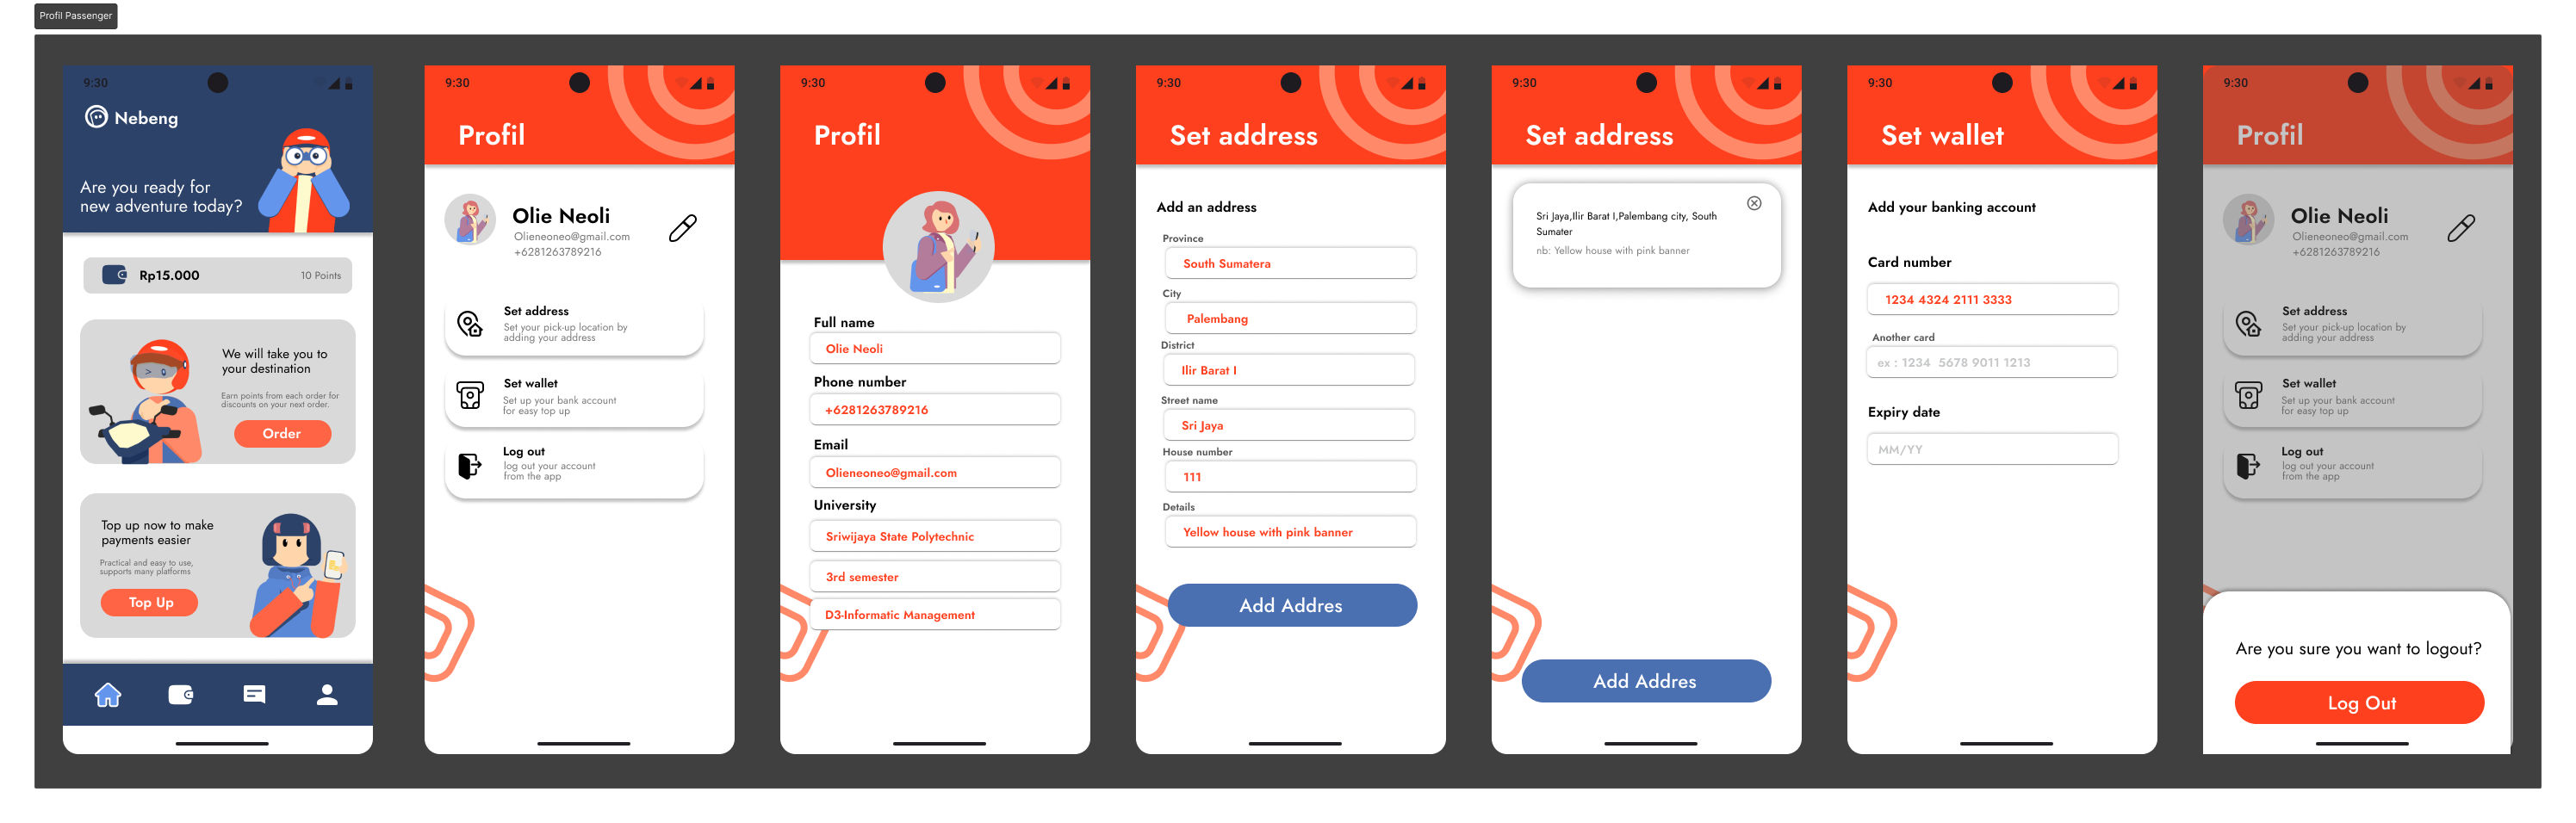 Profil Passenger
9:30
Nebeng
Are you ready for
new adventure today?
Rp15.000
10 Points
We will take you to
your destination
Earn points from each order for
discounts on your next order.
Order
Top up now to make
payments easier
Practical and easy to use,
supports many platforms
Top Up
9:30
Profil
Olie Neoli
Olieneoneo@gmail.com
+6281263789216
Set address
Set your pick-up location by
adding your address
Set wallet
Set up your bank account
for easy top up
Log out
log out your account
from the app
9:30
Profil
Full name
Olie Neoli
Phone number
+6281263789216
Email
Olieneoneo@gmail.com
University
Sriwijaya State Polytechnic
3rd semester
D3-Informatic Management
9:30
Set address
Add an address
Province
South Sumatera
City
Palembang
District
Ilir Barat I
Street name
Sri Jaya
House number
111
Details
Yellow house with pink banner
Add Addres
9:30
Set address
Sri Jaya,Ilir Barat I,Palembang city, South
Sumater
nb: Yellow house with pink banner
Add Addres
9:30
Set wallet
Add your banking account
Card number
1234 4324 2111 3333
Another card
ex : 1234 5678 9011 1213
Expiry date
MM/YY
9:30
Profil
Olie Neoli
Olieneoneo@gmail.com
+6281263789216
Set address
Set your pick-up location by
adding your address
Set wallet
Set up your bank account
for easy top up
Log out
log out your account
from the app
Are you sure you want to logout?
Log Out